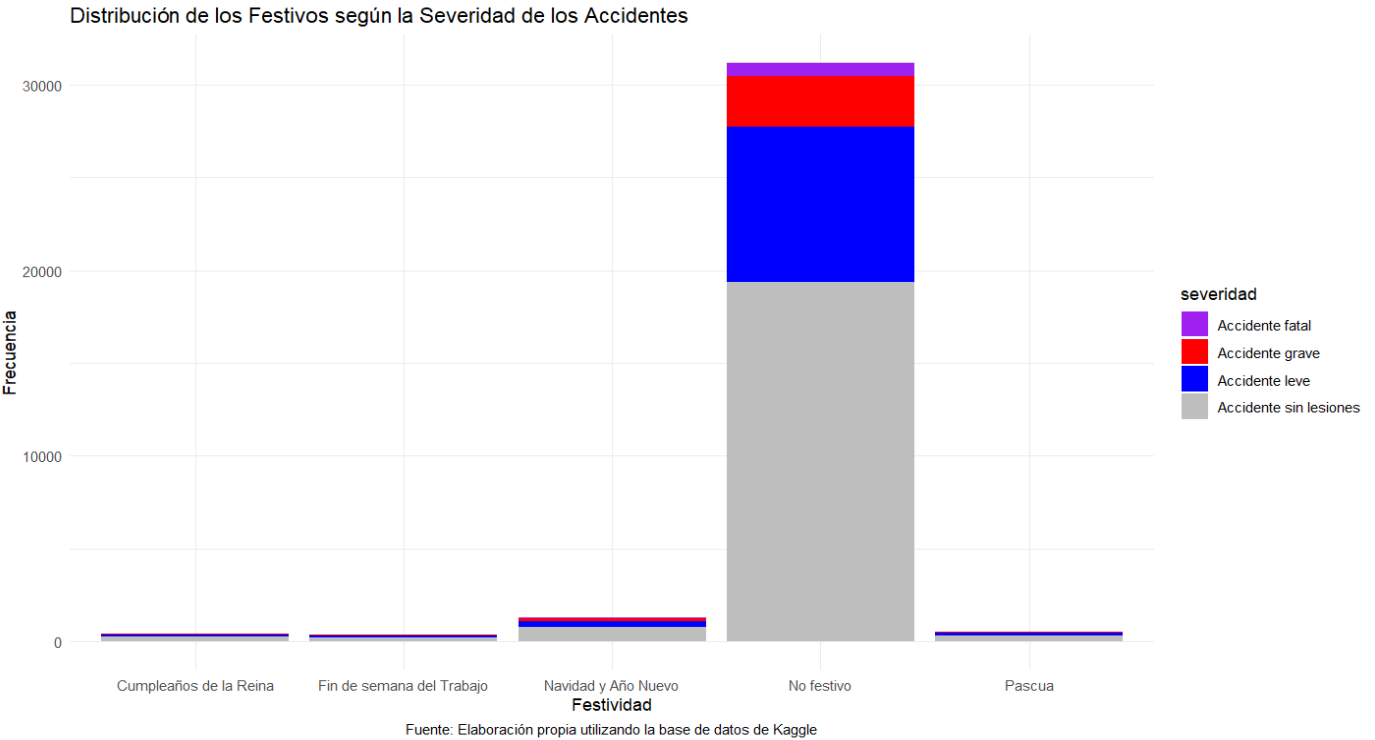 Distribución de los Festivos según la Severidad de los Accidentes
30000
20000
10000
0
Frecuencia
Cumpleaños de la Reina
Fin de semana del Trabajo
Navidad y Año Nuevo
No festivo
Pascua
Festividad
Fuente: Elaboración propia utilizando la base de datos de Kaggle
severidad
Accidente fatal
Accidente grave
Accidente leve
Accidente sin lesiones